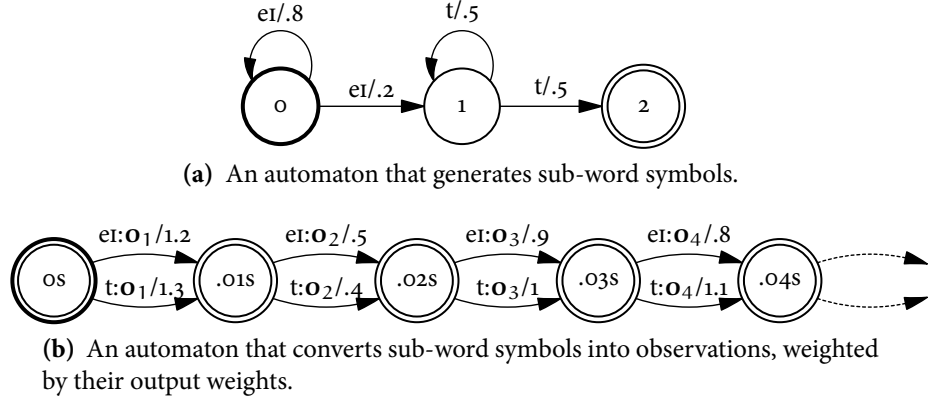 eɪ/.8 t/.5
0 eɪ/.2 1 t/.5 2
(a) An automaton that generates sub-word symbols.
eɪ:o₁/1.2 eɪ:o₂/.5 eɪ:o₃/.9 eɪ:o₄/.8
0s .01s .02s .03s .04s
t:o₁/1.3 t:o₂/.4 t:o₃/1 t:o₄/1.1
(b) An automaton that converts sub-word symbols into observations, weighted
by their output weights.